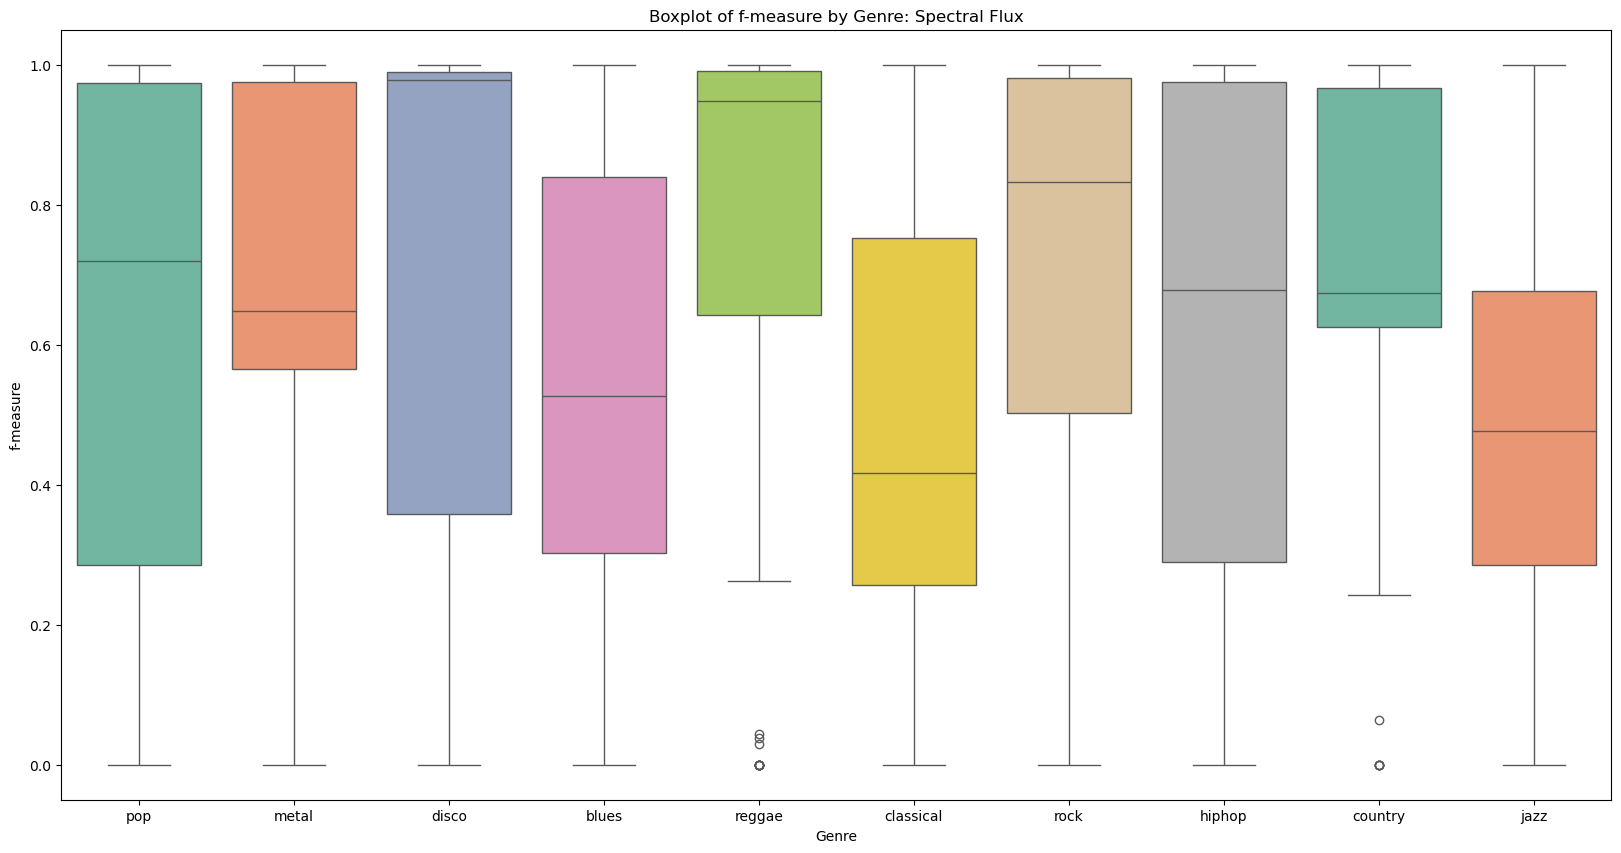 Boxplot of f-measure by Genre: Spectral Flux
f-measure
1.0
0.8
0.6
0.4
0.2
0.0
pop metal disco blues reggae classical rock hiphop country jazz
Genre